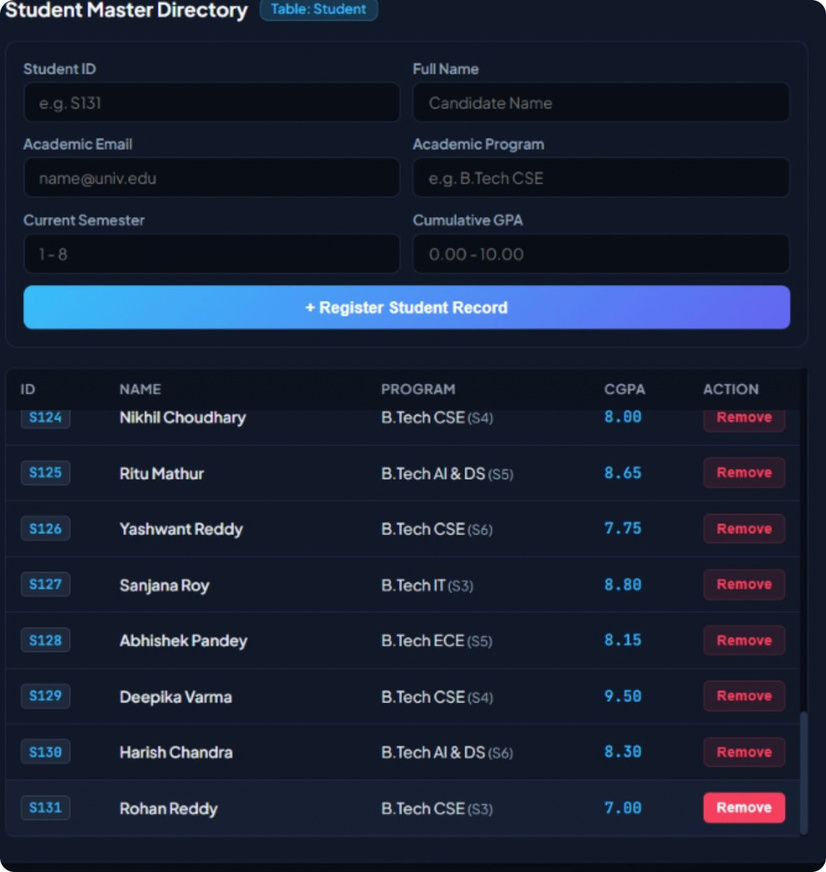 Student Master Directory Table: Student
Student ID Full Name
e.g. S131 Candidate Name
Academic Email Academic Program
name@univ.edu e.g. B.Tech CSE
Current Semester Cumulative GPA
1 - 8 0.00 - 10.00
+ Register Student Record
ID NAME PROGRAM CGPA ACTION
S124 Nikhil Choudhary B.Tech CSE (S4) 8.00 Remove
S125 Ritu Mathur B.Tech AI & DS (S5) 8.65 Remove
S126 Yashwant Reddy B.Tech CSE (S6) 7.75 Remove
S127 Sanjana Roy B.Tech IT (S3) 8.80 Remove
S128 Abhishek Pandey B.Tech ECE (S5) 8.15 Remove
S129 Deepika Varma B.Tech CSE (S4) 9.50 Remove
S130 Harish Chandra B.Tech AI & DS (S6) 8.30 Remove
S131 Rohan Reddy B.Tech CSE (S3) 7.00 Remove